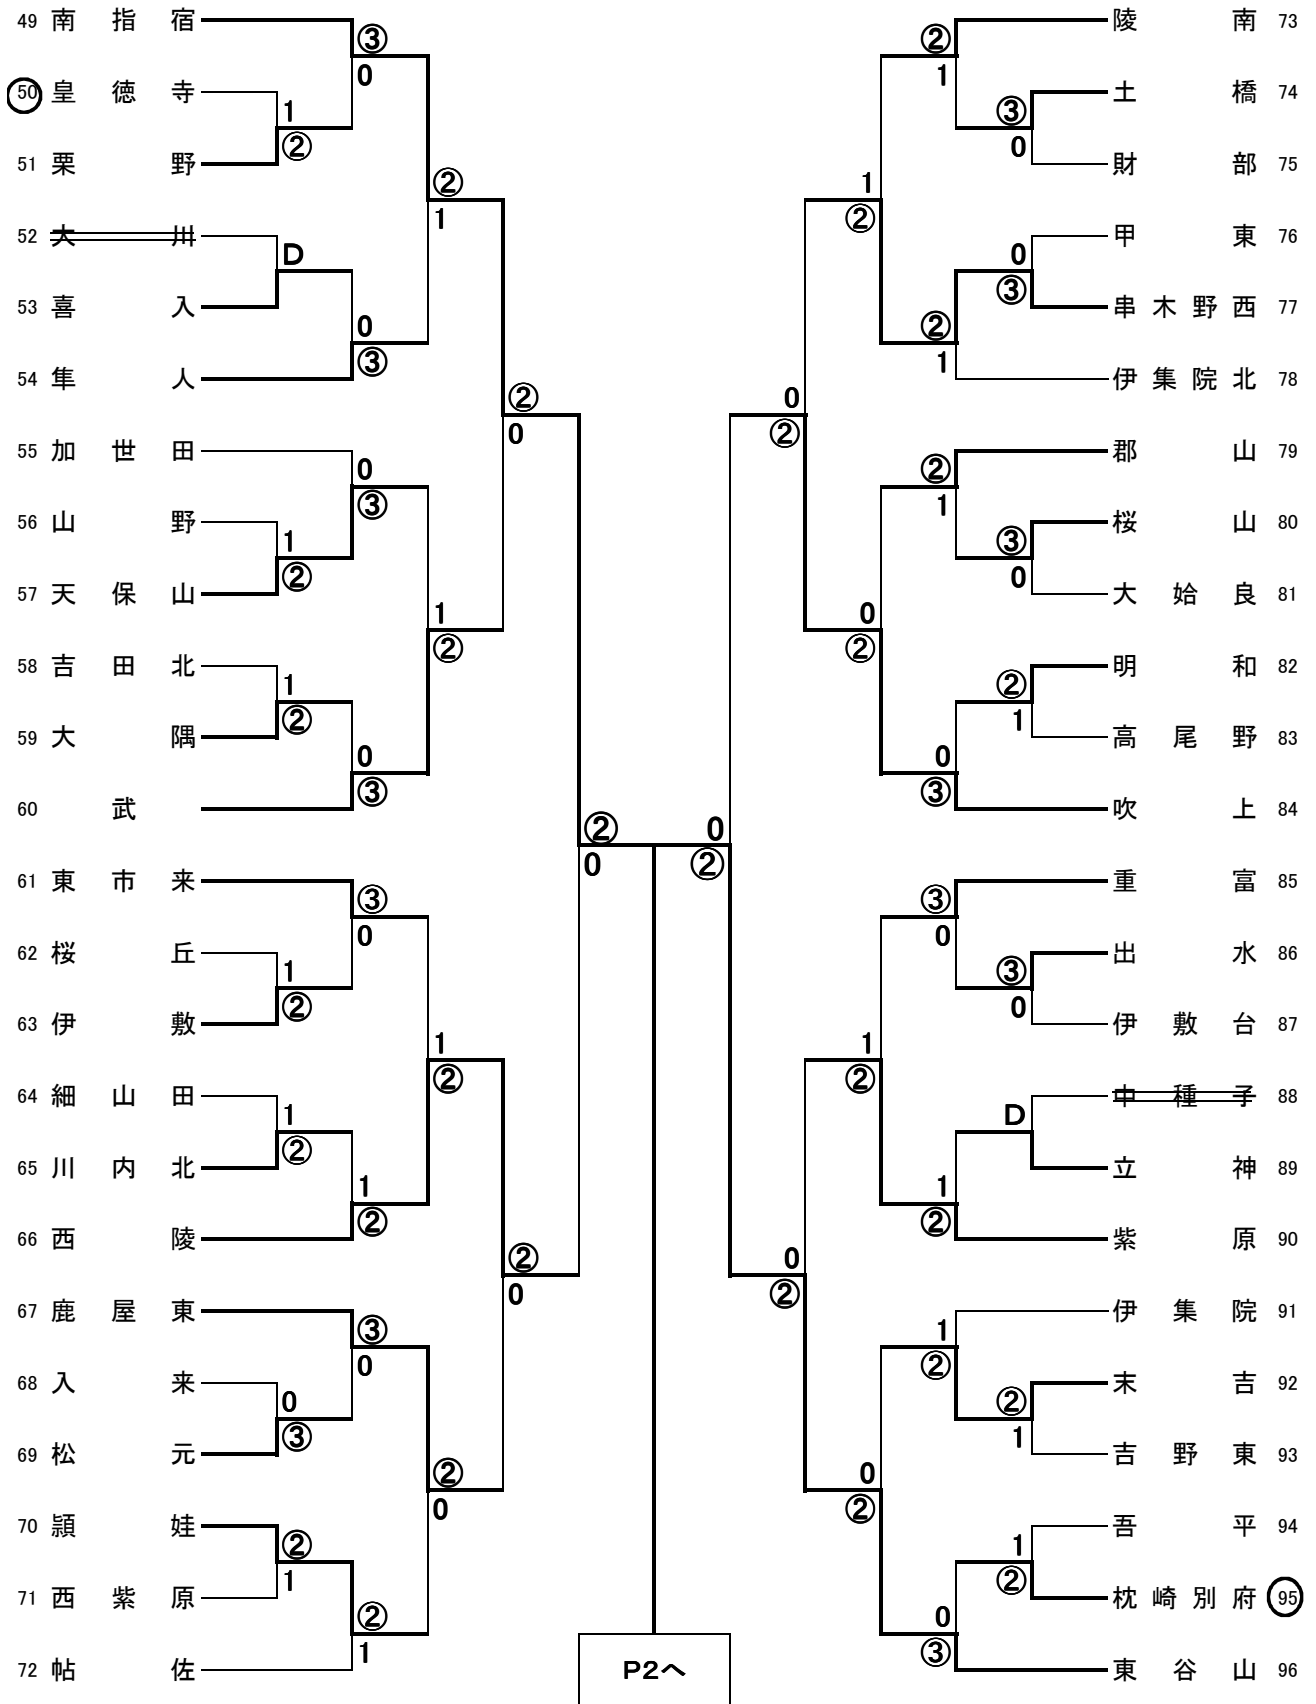 49 南指宿
50 皇徳寺
51 栗野
52 大川
53 喜入
54 隼人
55 加世田
56 山野
57 天保山
58 吉田北
59 大隅
60 武
61 東市来
62 桜丘
63 伊敷
64 細山田
65 川内北
66 西陵
67 鹿屋東
68 入来
69 松元
70 頴娃
71 西紫原
72 帖佐
③
0
1
②
②
1
D
0
③
②
0
0
③
1
②
1
②
1
②
0
③
②
0
③
0
1
②
1
②
1
②
1
②
②
0
③
0
0
③
②
0
②
1
②
1
陵南 73
土橋 74
財部 75
甲東 76
串木野西 77
伊集院北 78
郡山 79
桜山 80
大姶良 81
明和 82
高尾野 83
吹上 84
重富 85
出水 86
伊敷台 87
中種子 88
立神 89
紫原 90
伊集院 91
末吉 92
吉野東 93
吾平 94
枕崎別府 95
東谷山 96
②
1
③
0
1
②
0
③
②
1
0
②
②
1
③
0
0
②
②
1
0
③
0
②
③
0
③
0
1
②
D
1
②
0
②
1
②
②
1
0
②
1
②
0
③
P2へ